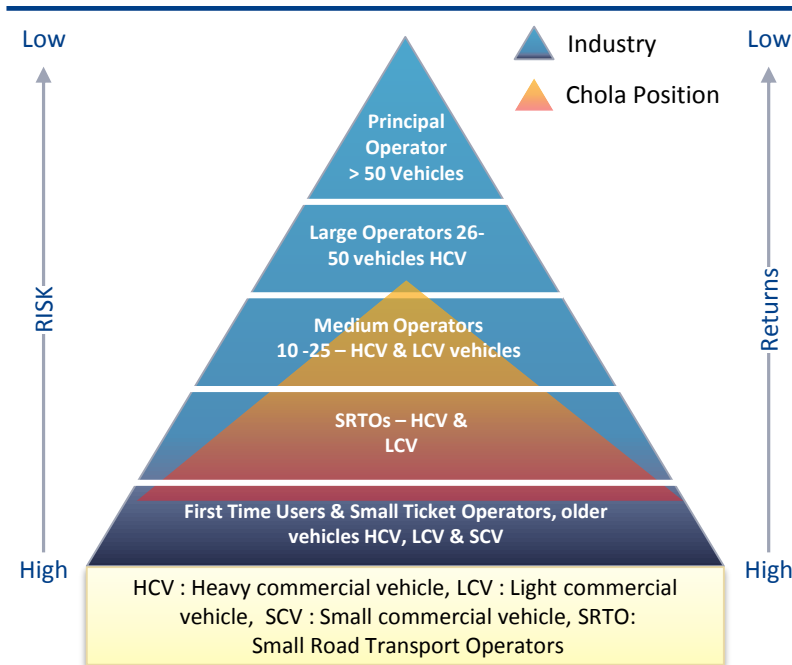 Low
Industry
Chola Position
Low
RISK
Returns
Principal
Operator
> 50 Vehicles
Large Operators 26-
50 vehicles HCV
Medium Operators
10 -25 – HCV & LCV vehicles
SRTOs – HCV &
LCV
First Time Users & Small Ticket Operators, older
vehicles HCV, LCV & SCV
High
High
HCV : Heavy commercial vehicle, LCV : Light commercial
vehicle, SCV : Small commercial vehicle, SRTO:
Small Road Transport Operators